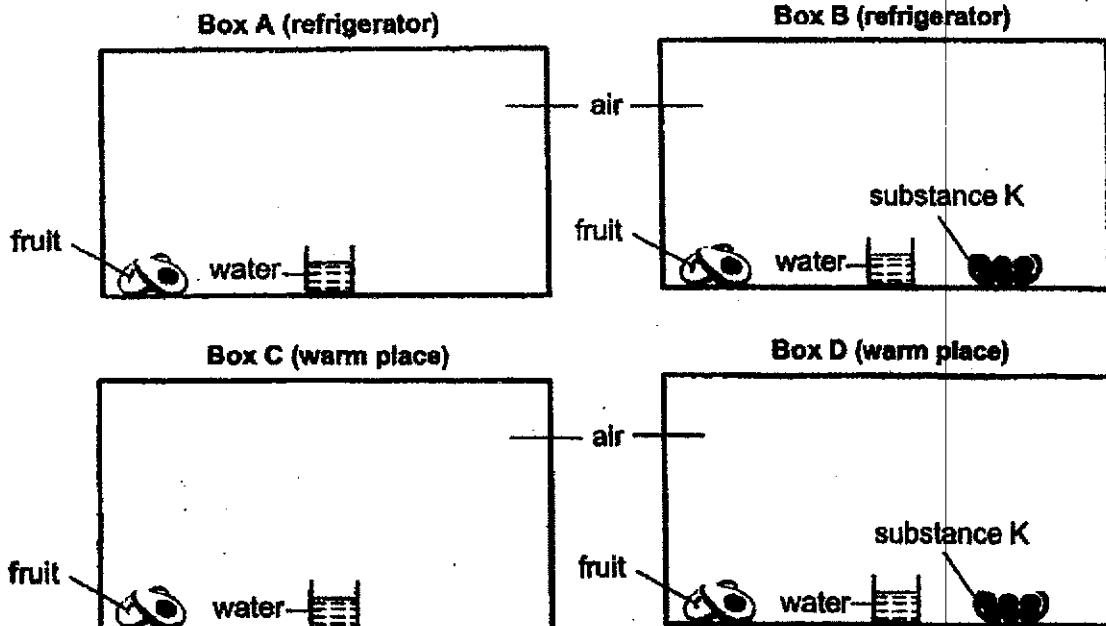 Box A (refrigerator)
Box B (refrigerator)
air
substance K
fruit
water
fruit
water
Box C (warm place)
Box D (warm place)
air
substance K
fruit
water
fruit
water